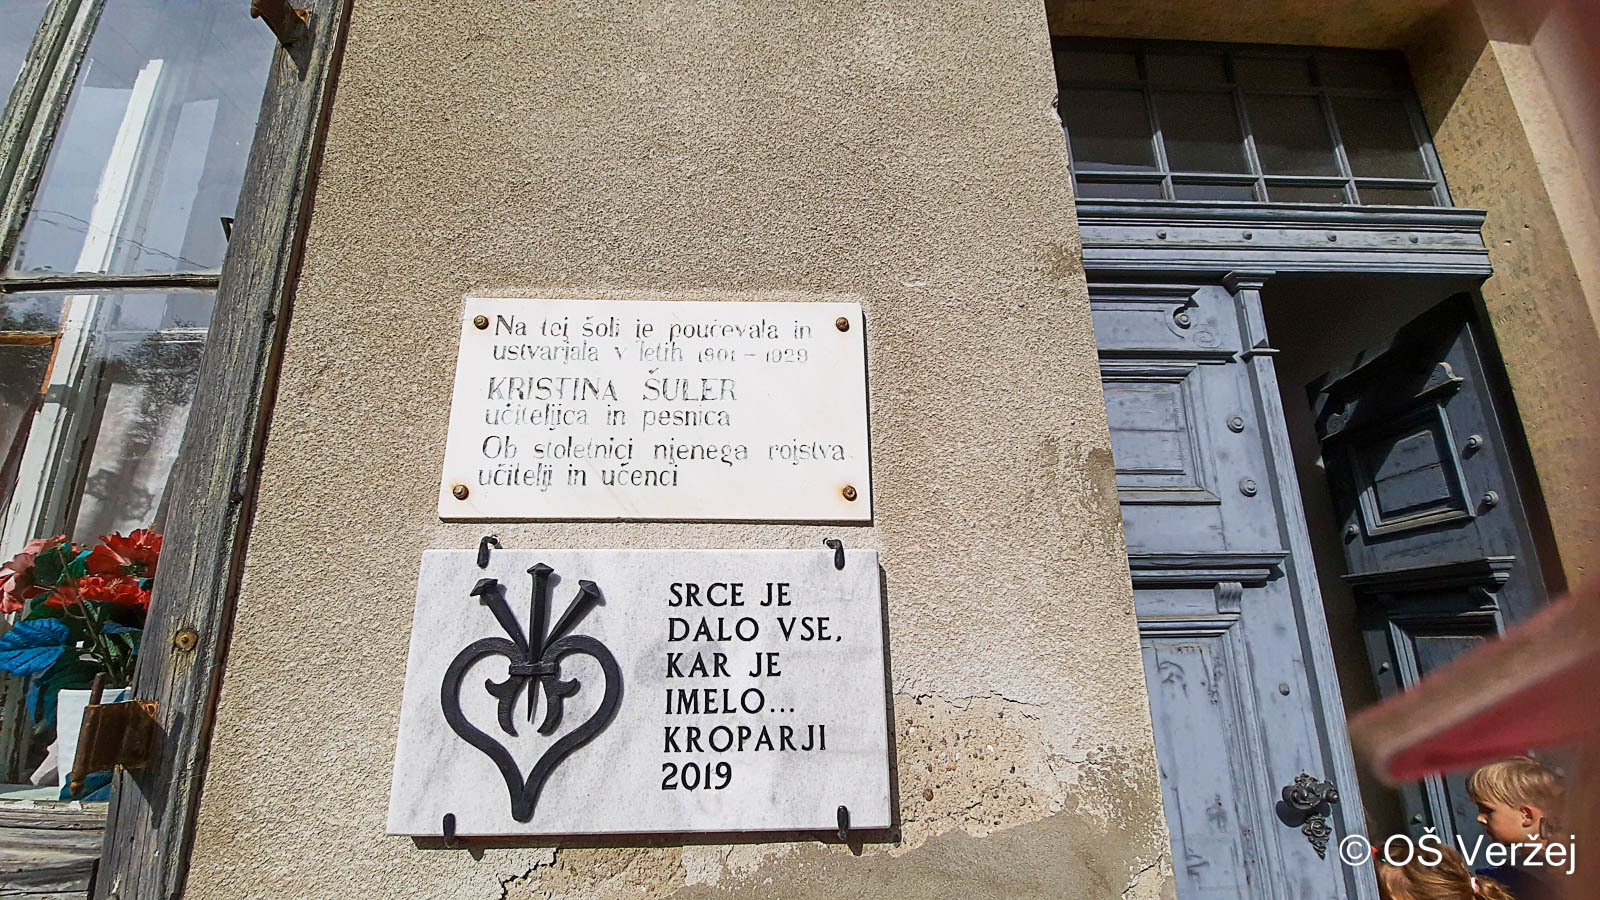 Na tej šoli je poučevala in
ustvarjala v letih 1901 - 1929
KRISTINA ŠULER
učiteljica in pesnica
Ob stoletnici njenega rojstva
učitelji in učenci
SRCE JE
DALO VSE,
KAR JE
IMELO...
KROPARJI
2019
© OŠ Veržej